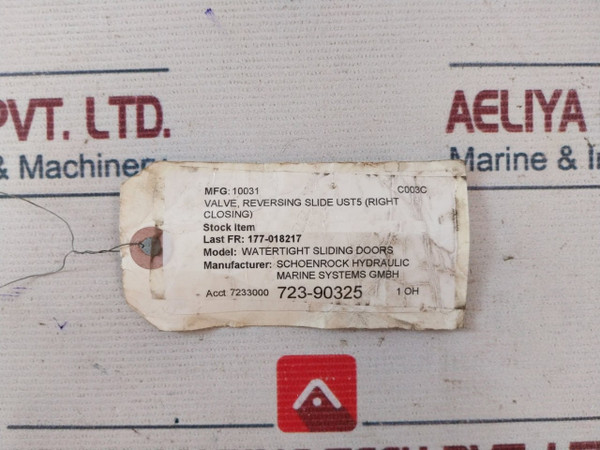 PVT. LTD.
& Machinery
AELIYA
Marine & In
MFG: 10031 C003C
VALVE, REVERSING SLIDE UST5 (RIGHT
CLOSING)
Stock item
Last FR: 177-018217
Model: WATERTIGHT SLIDING DOORS
Manufacturer: SCHOENROCK HYDRAULIC
MARINE SYSTEMS GMBH
Acct 7233000 723-90325 1 OH